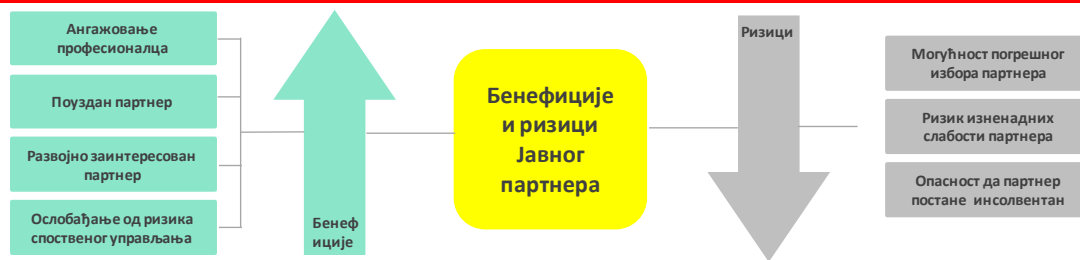 Ангажовање
професионалца
Поуздан партнер
Развојно заинтересован
партнер
Ослобађање од ризика
споственог управљања
Бенеф
иције
Бенефиције
и ризици
Јавног
партнера
Ризици
Могућност погрешног
избора партнера
Ризик изненадних
слабости партнера
Опасност да партнер
постане инсолвентан